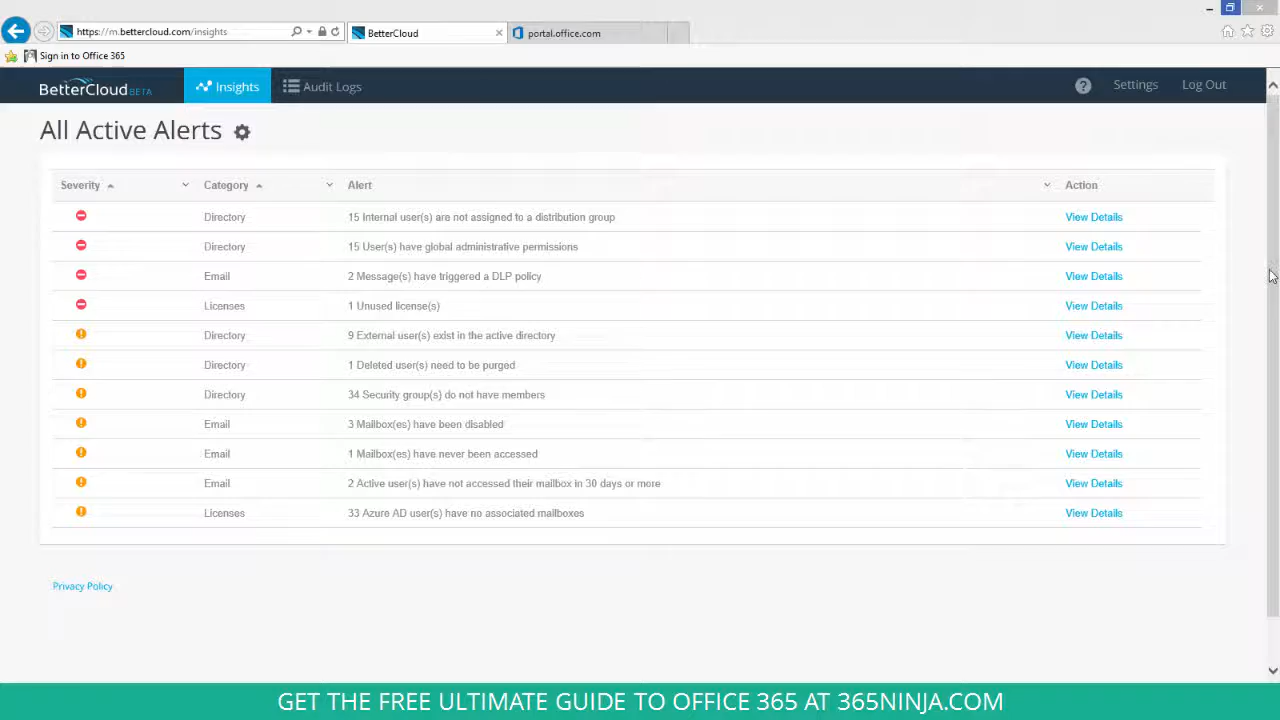 https://m.bettercloud.com/insights
BetterCloud
portal.office.com
Sign in to Office 365
BetterCloud BETA
Insights
Audit Logs
?
Settings
Log Out
All Active Alerts
Severity Category Alert Action
Directory 15 Internal user(s) are not assigned to a distribution group View Details
Directory 15 User(s) have global administrative permissions View Details
Email 2 Message(s) have triggered a DLP policy View Details
Licenses 1 Unused license(s) View Details
Directory 9 External user(s) exist in the active directory View Details
Directory 1 Deleted user(s) need to be purged View Details
Directory 34 Security group(s) do not have members View Details
Email 3 Mailbox(es) have been disabled View Details
Email 1 Mailbox(es) have never been accessed View Details
Email 2 Active user(s) have not accessed their mailbox in 30 days or more View Details
Licenses 33 Azure AD user(s) have no associated mailboxes View Details
Privacy Policy
GET THE FREE ULTIMATE GUIDE TO OFFICE 365 AT 365NINJA.COM